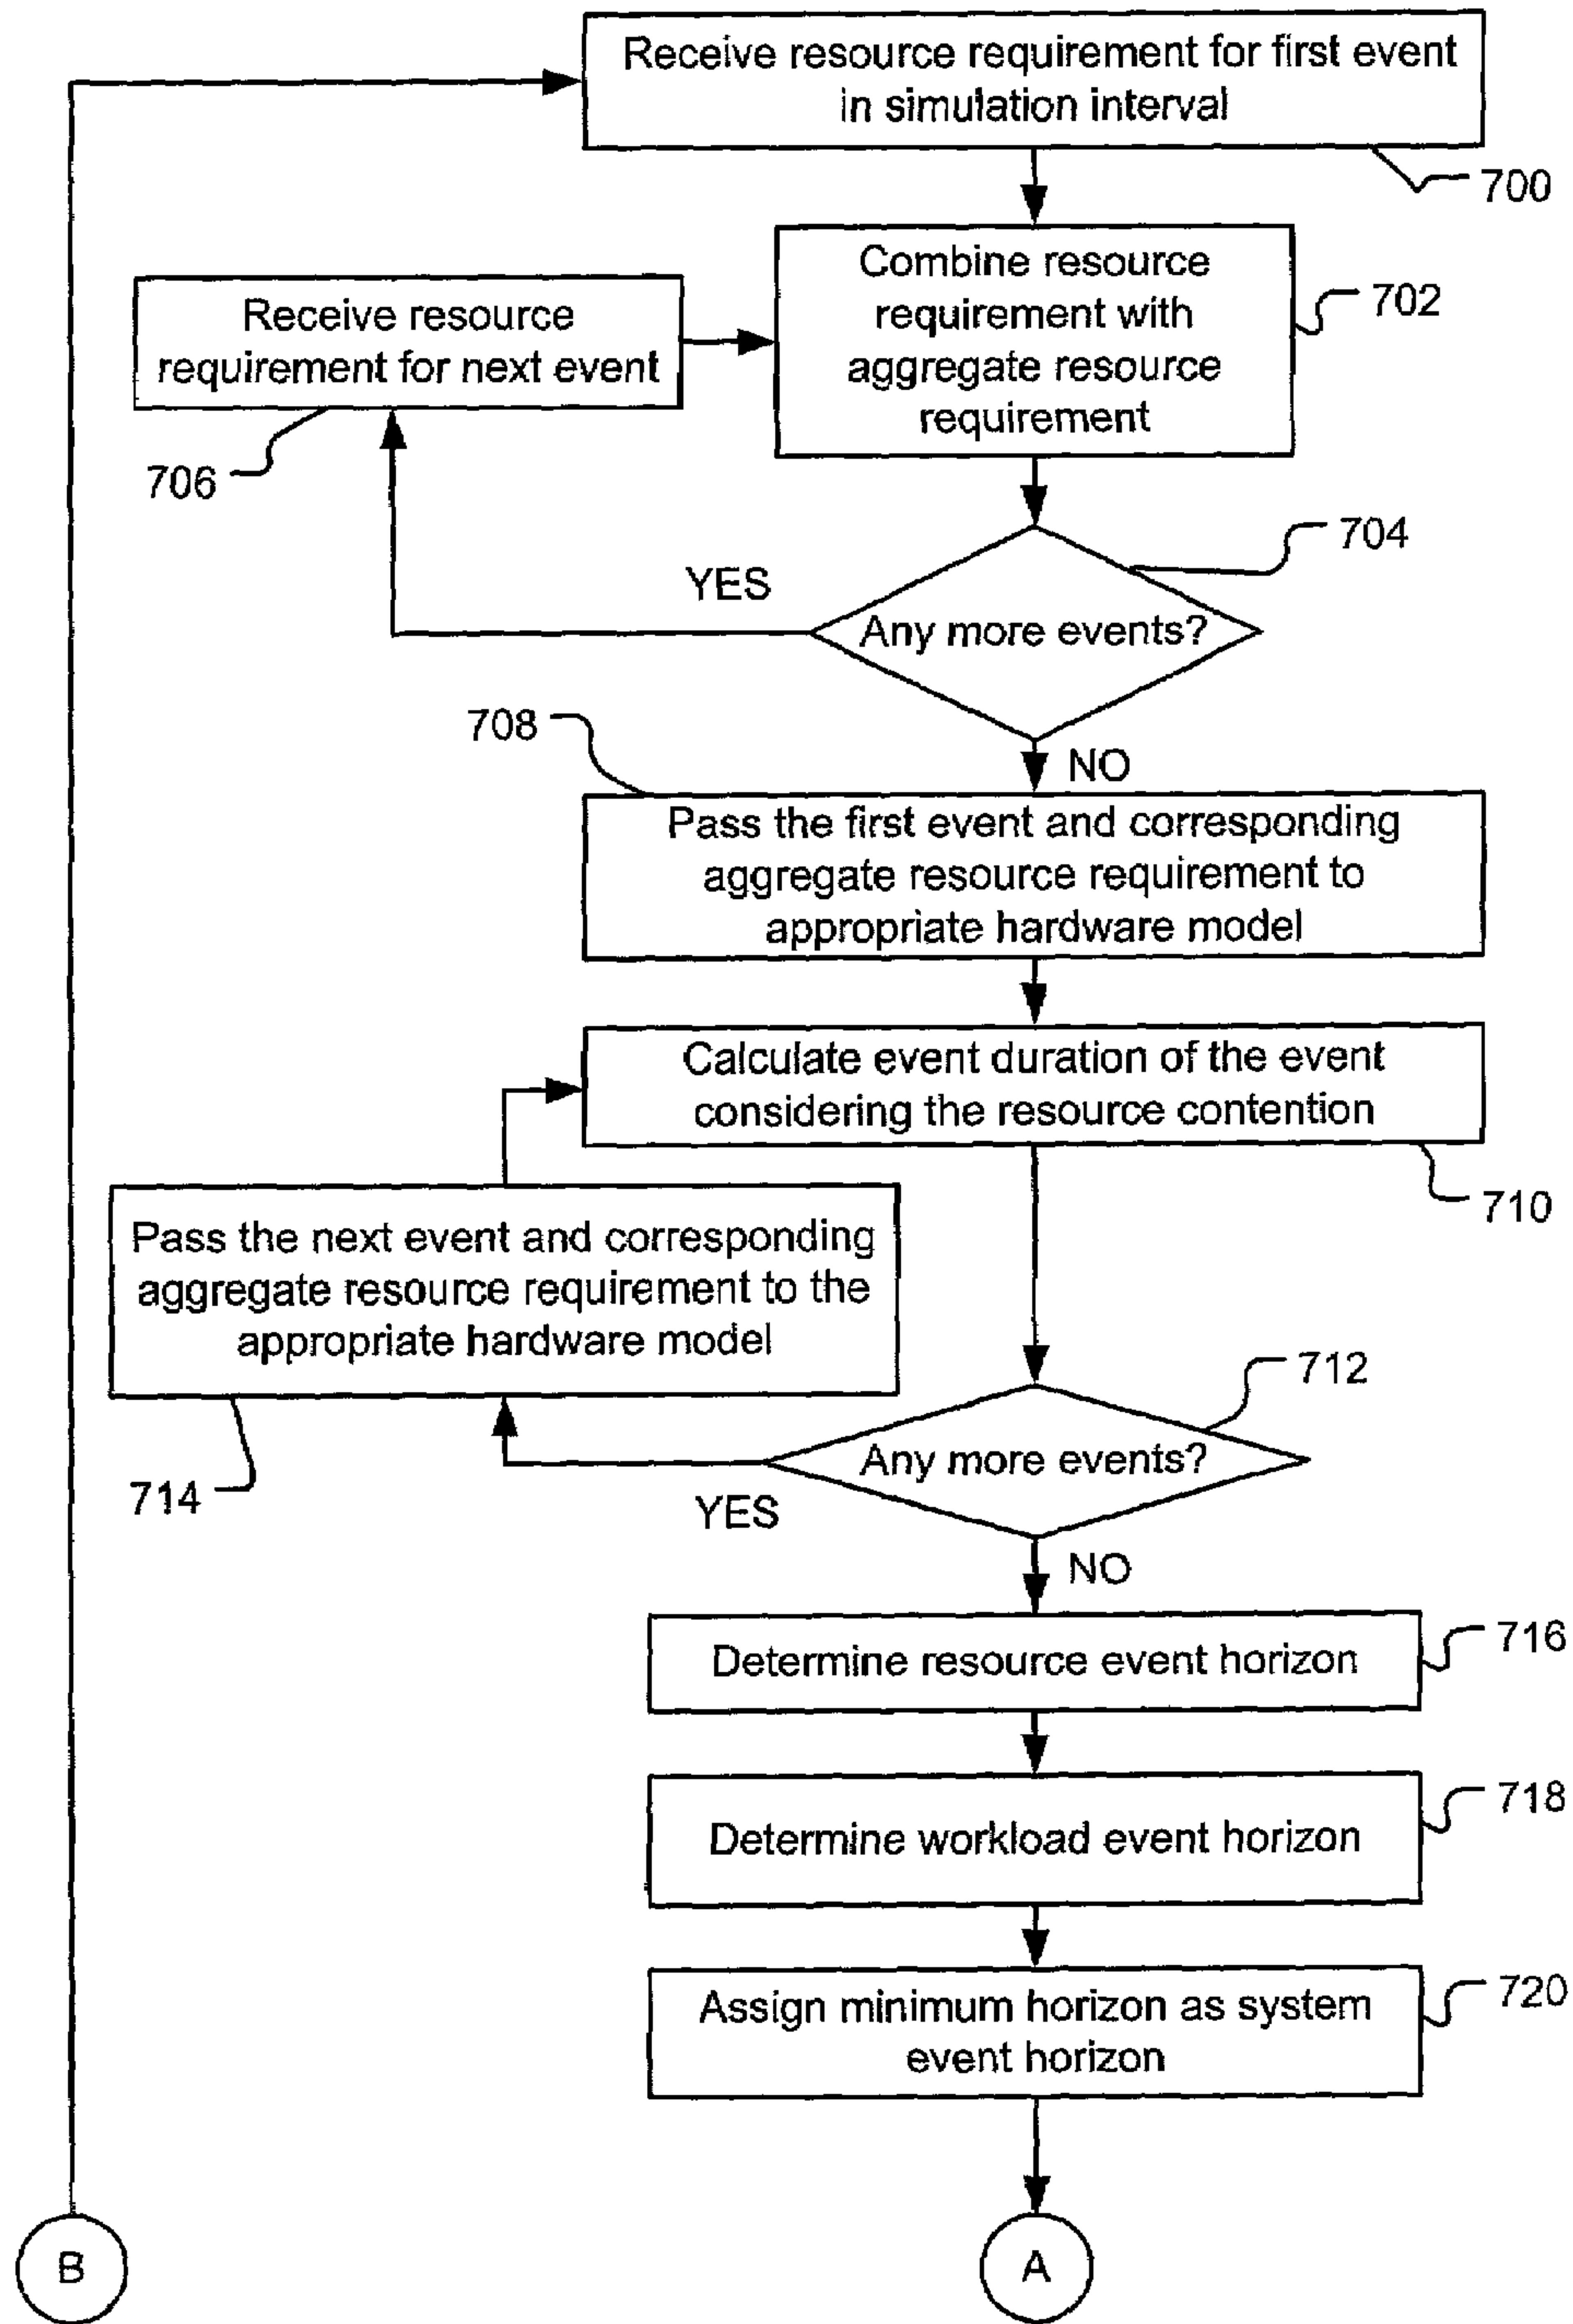 Receive resource requirement for first event
in simulation interval
700
Combine resource
requirement with
aggregate resource
requirement
702
Receive resource
requirement for next event
706
704
YES
Any more events?
708
NO
Pass the first event and corresponding
aggregate resource requirement to
appropriate hardware model
Calculate event duration of the event
considering the resource contention
710
Pass the next event and corresponding
aggregate resource requirement to the
appropriate hardware model
712
Any more events?
714
YES
NO
716
Determine resource event horizon
718
Determine workload event horizon
720
Assign minimum horizon as system
event horizon
B
A